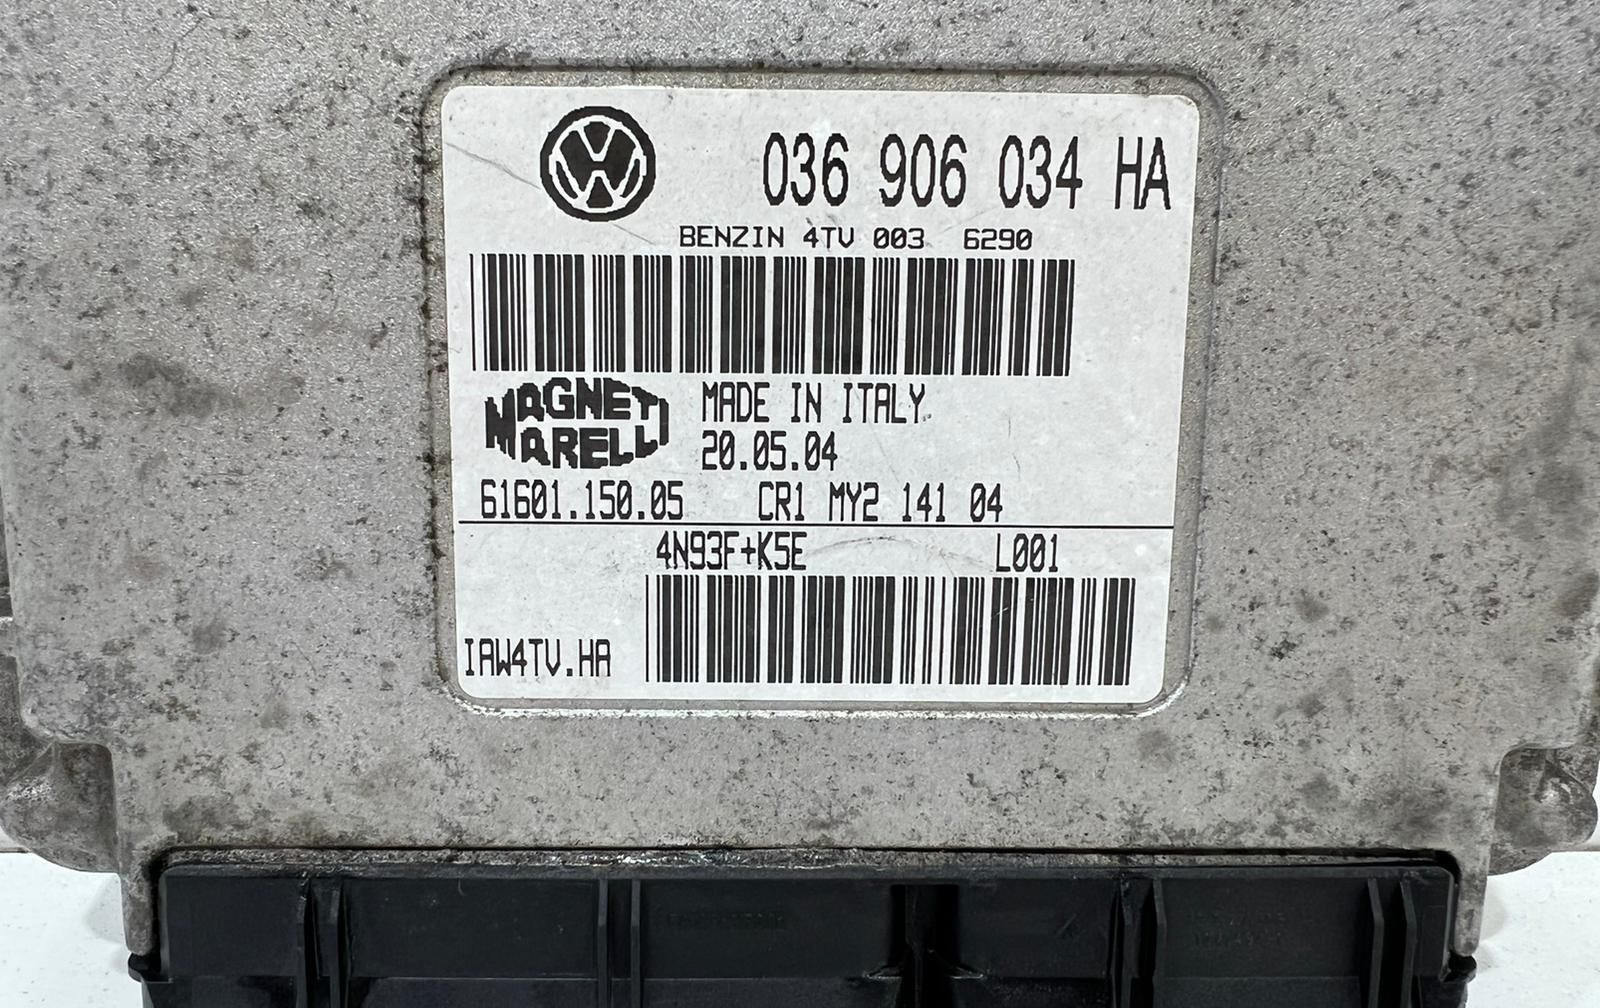 036 906 034 HA
BENZIN 4TV 003 6290
MAGNETI MARELLI
MADE IN ITALY
20.05.04
61601.150.05 CR1 MY2 141 04
4N93F+K5E L001
IAW4TV.HA